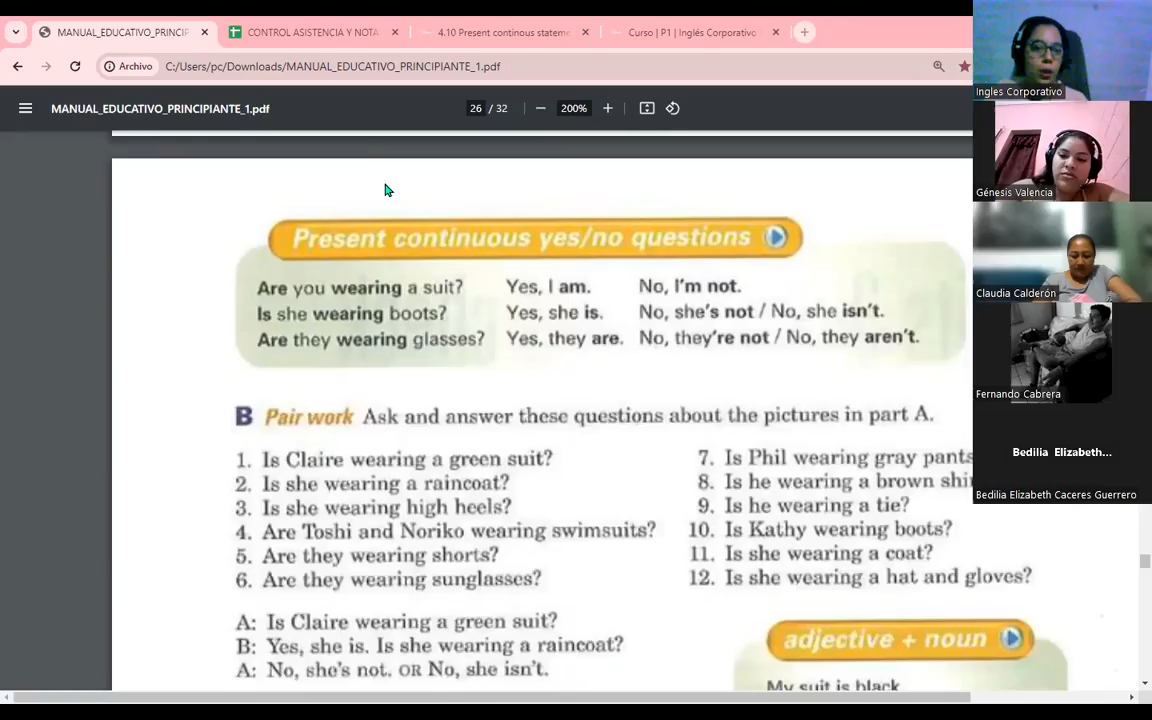 MANUAL_EDUCATIVO_PRINCIP
CONTROL ASISTENCIA Y NOTA
4.10 Present continous stateme
Curso | P1 | Inglés Corporativo
Archivo
C:/Users/pc/Downloads/MANUAL_EDUCATIVO_PRINCIPIANTE_1.pdf
MANUAL_EDUCATIVO_PRINCIPIANTE_1.pdf
26 / 32
200%
Present continuous yes/no questions
Are you wearing a suit? Yes, I am. No, I'm not.
Is she wearing boots? Yes, she is. No, she's not / No, she isn't.
Are they wearing glasses? Yes, they are. No, they're not / No, they aren't.
B Pair work Ask and answer these questions about the pictures in part A.
1. Is Claire wearing a green suit?
2. Is she wearing a raincoat?
3. Is she wearing high heels?
4. Are Toshi and Noriko wearing swimsuits?
5. Are they wearing shorts?
6. Are they wearing sunglasses?
7. Is Phil wearing gray pants
8. Is he wearing a brown shi
9. Is he wearing a tie?
10. Is Kathy wearing boots?
11. Is she wearing a coat?
12. Is she wearing a hat and gloves?
A: Is Claire wearing a green suit?
B: Yes, she is. Is she wearing a raincoat?
A: No, she's not. OR No, she isn't.
adjective + noun
My suit is black.
Ingles Corporativo
Génesis Valencia
Claudia Calderón
Fernando Cabrera
Bedilia Elizabeth...
Bedilia Elizabeth Caceres Guerrero